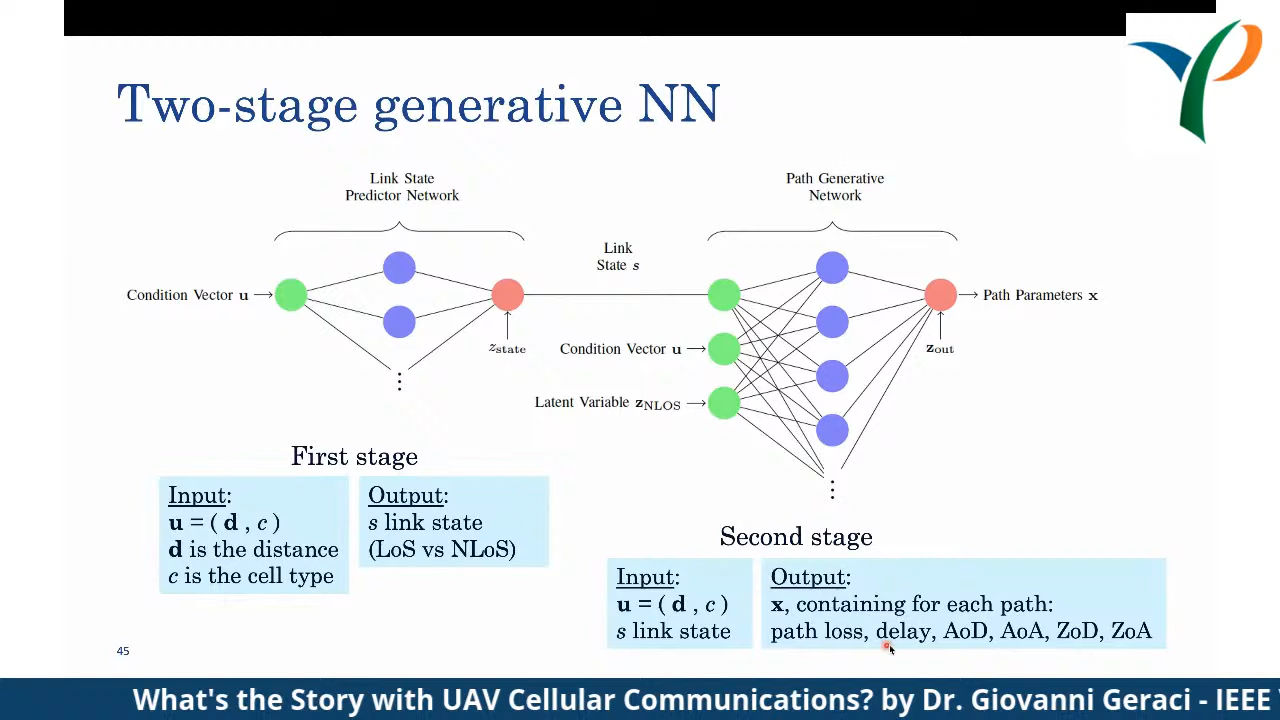 Two-stage generative NN
Link State
Predictor Network
Path Generative
Network
Link
State s
Condition Vector u
Path Parameters x
z_state
Condition Vector u
z_out
Latent Variable z_NLOS
First stage
Input:
u = ( d , c )
d is the distance
c is the cell type
Output:
s link state
(LoS vs NLoS)
Second stage
Input:
u = ( d , c )
s link state
Output:
x, containing for each path:
path loss, delay, AoD, AoA, ZoD, ZoA
45
What's the Story with UAV Cellular Communications? by Dr. Giovanni Geraci - IEEE